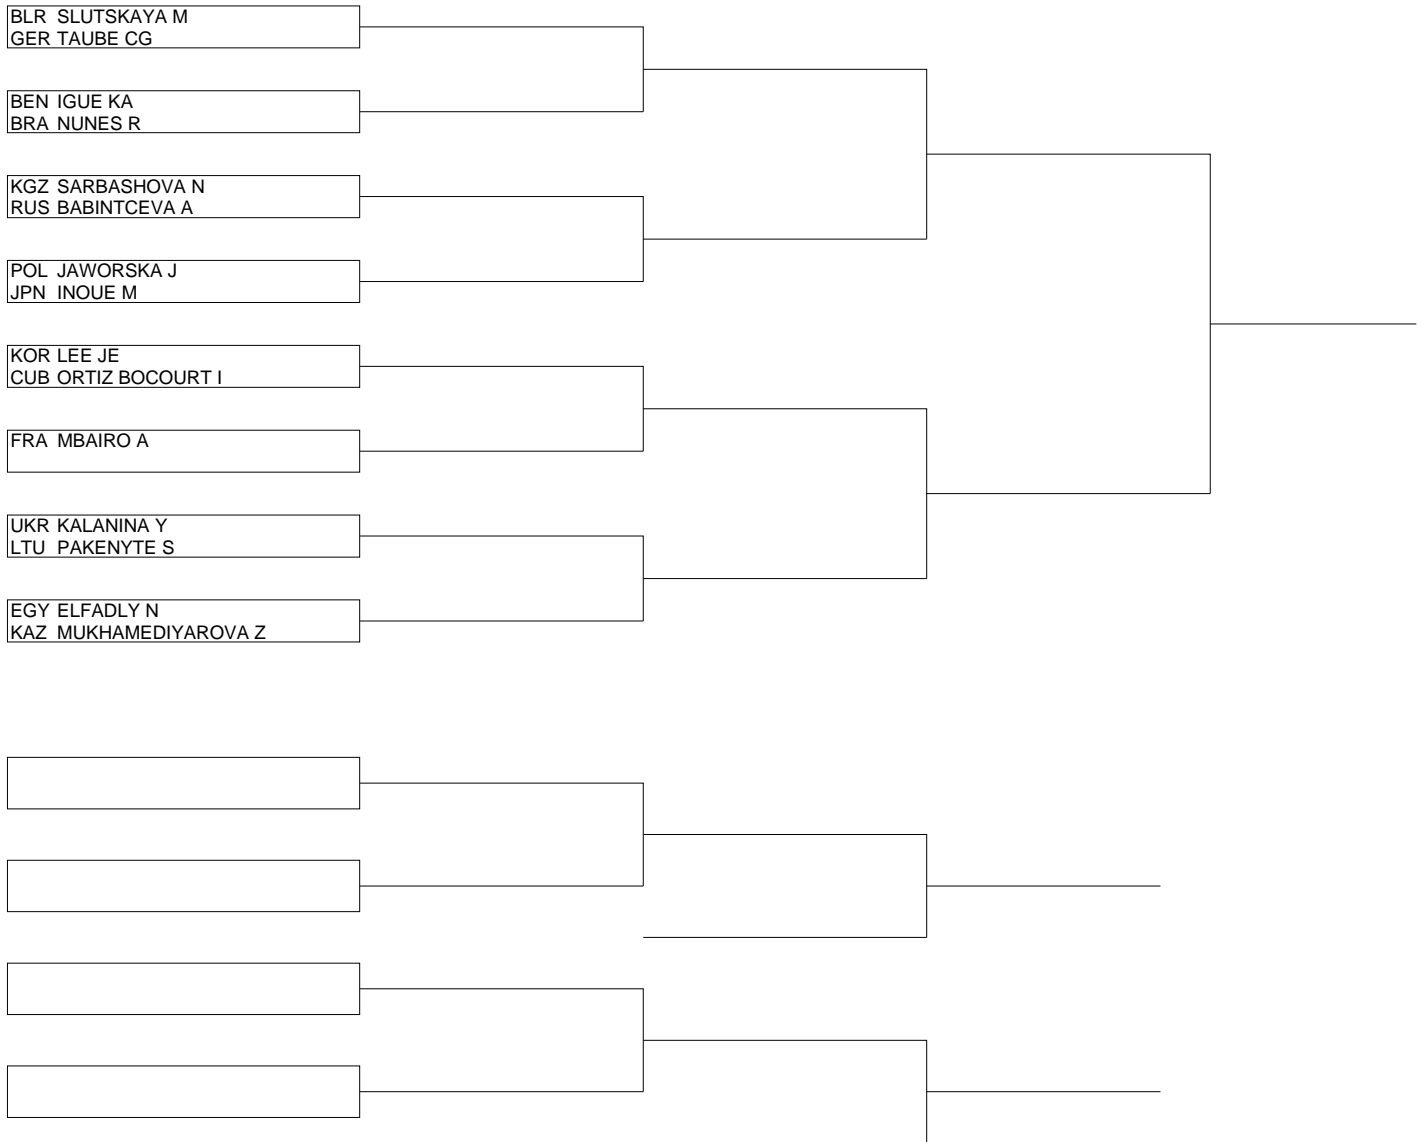 BLR SLUTSKAYA M
GER TAUBE CG
BEN IGUE KA
BRA NUNES R
KGZ SARBASHOVA N
RUS BABINTCEVA A
POL JAWORSKA J
JPN INOUE M
KOR LEE JE
CUB ORTIZ BOCOURT I
FRA MBAIRO A
UKR KALANINA Y
LTU PAKENYTE S
EGY ELFADLY N
KAZ MUKHAMEDIYAROVA Z